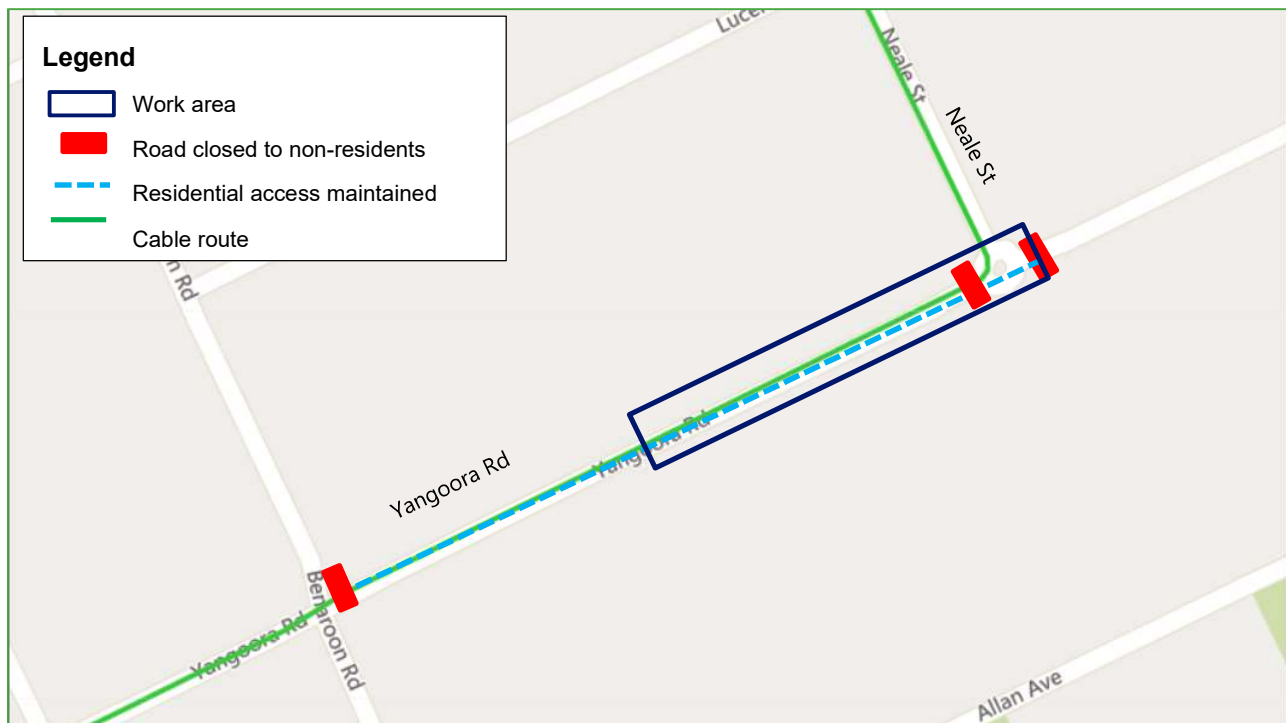 Legend
Work area
Road closed to non-residents
Residential access maintained
Cable route
Neale St
Neale St
Yangoora Rd
Yangoora Rd
Benaroon Rd
Yangoora Rd
Allan Ave